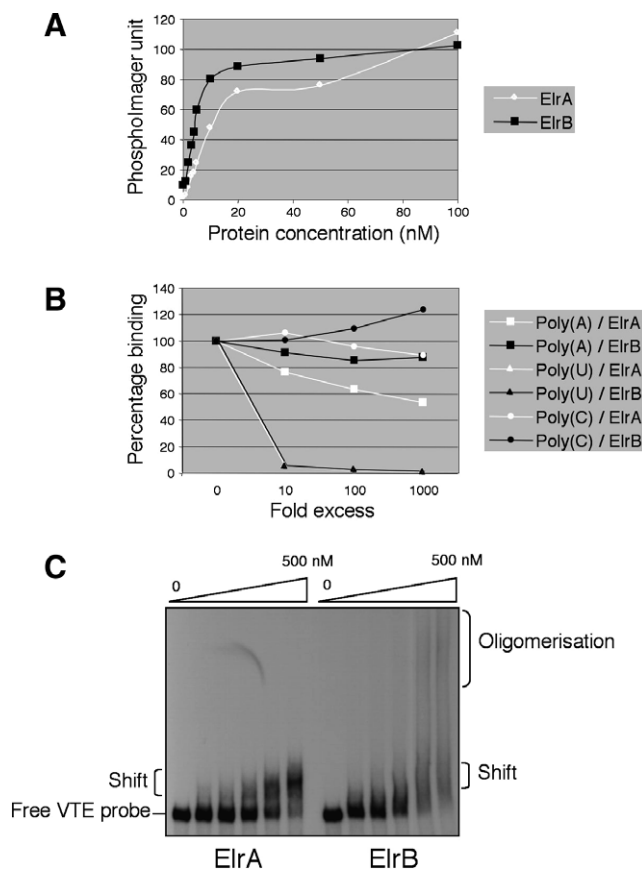 A
PhosphoImager unit
120
100
80
60
40
20
0
0 20 40 60 80 100
Protein concentration (nM)
ElrA
ElrB
B
Percentage binding
140
120
100
80
60
40
20
0
0 10 100 1000
Fold excess
Poly(A) / ElrA
Poly(A) / ElrB
Poly(U) / ElrA
Poly(U) / ElrB
Poly(C) / ElrA
Poly(C) / ElrB
C
0 500 nM 0 500 nM
Oligomerisation
Shift
Shift
Free VTE probe
ElrA ElrB